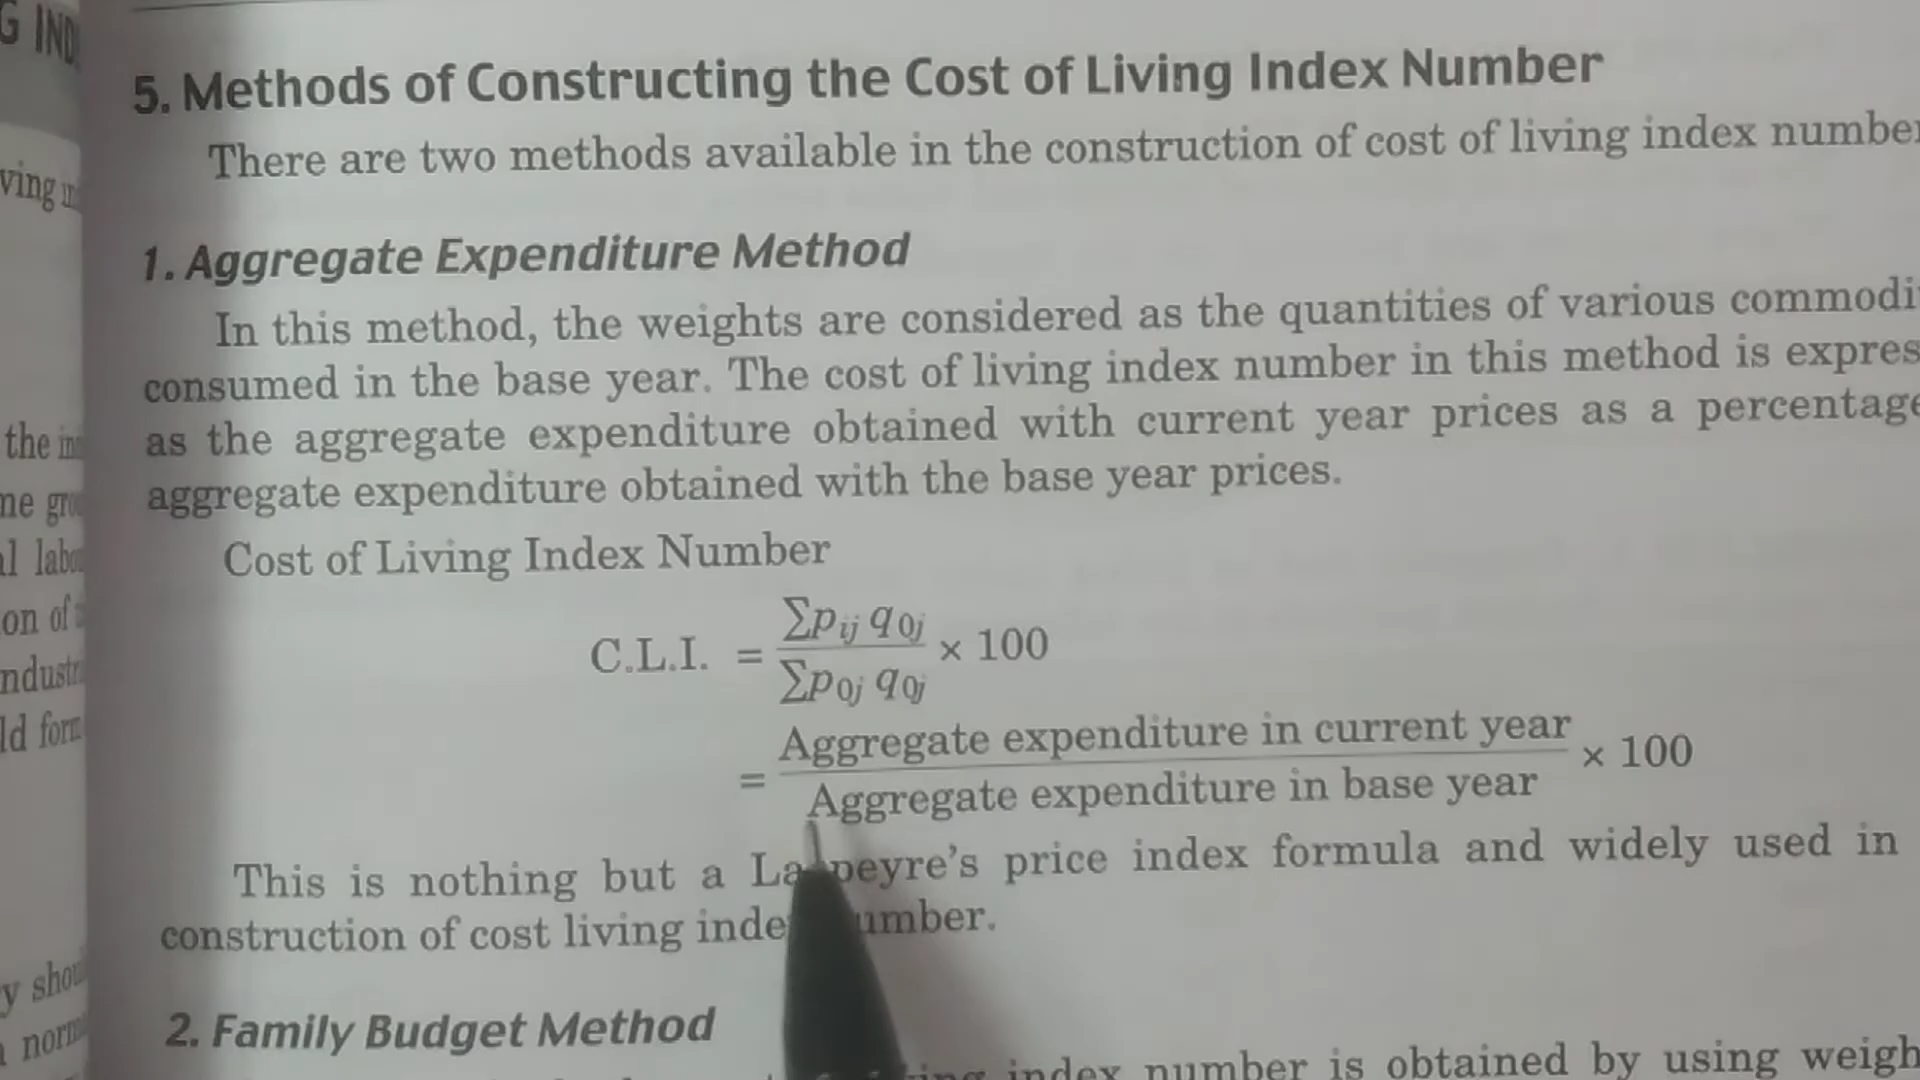 G IND
5. Methods of Constructing the Cost of Living Index Number
There are two methods available in the construction of cost of living index number
1. Aggregate Expenditure Method
In this method, the weights are considered as the quantities of various commodi
consumed in the base year. The cost of living index number in this method is expres
as the aggregate expenditure obtained with current year prices as a percentage
aggregate expenditure obtained with the base year prices.
Cost of Living Index Number
C.L.I. = ∑p_ij q_0j / ∑p_0j q_0j × 100
= Aggregate expenditure in current year / Aggregate expenditure in base year × 100
This is nothing but a La peyre's price index formula and widely used in
construction of cost living inde umber.
2. Family Budget Method
index number is obtained by using weigh